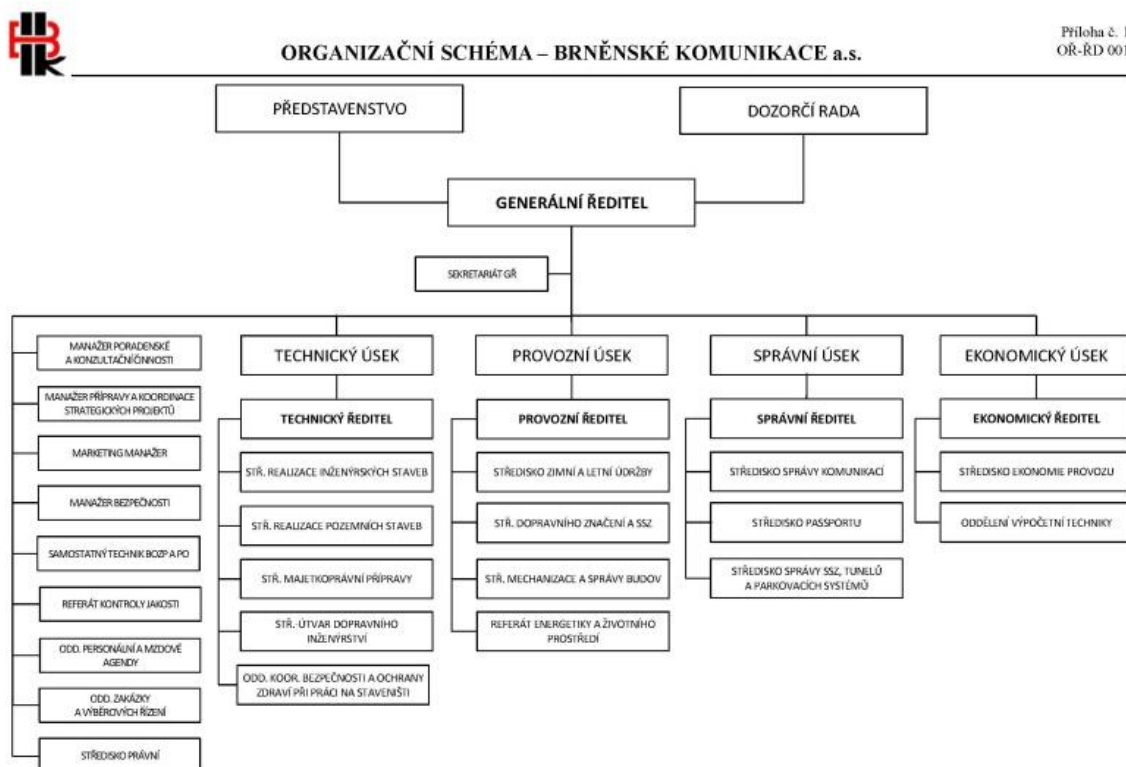 Příloha č. 1
OŘ-ŘD 001
ORGANIZAČNÍ SCHÉMA – BRNĚNSKÉ KOMUNIKACE a.s.
PŘEDSTAVENSTVO
DOZORČÍ RADA
GENERÁLNÍ ŘEDITEL
SEKRETARIÁT GŘ
MANAŽER PORADENSKÉ
A KONZULTAČNÍ ČINNOSTI
MANAŽER PŘÍPRAVY A KOORDINACE
STRATEGICKÝCH PROJEKTŮ
MARKETING MANAŽER
MANAŽER BEZPEČNOSTI
SAMOSTATNÝ TECHNIK BOZP A PO
REFERÁT KONTROLY JAKOSTI
ODD. PERSONÁLNÍ A MZDOVÉ
AGENDY
ODD. ZAKÁZKY
A VÝBĚROVÝCH ŘÍZENÍ
STŘEDISKO PRÁVNÍ
TECHNICKÝ ÚSEK
TECHNICKÝ ŘEDITEL
STŘ. REALIZACE INŽENÝRSKÝCH STAVEB
STŘ. REALIZACE POZEMNÍCH STAVEB
STŘ. MAJETKOPRÁVNÍ PŘÍPRAVY
STŘ.-ÚTVAR DOPRAVNÍHO
INŽENÝRSTVÍ
ODD. KOOR. BEZPEČNOSTI A OCHRANY
ZDRAVÍ PŘI PRÁCI NA STAVENIŠTI
PROVOZNÍ ÚSEK
PROVOZNÍ ŘEDITEL
STŘEDISKO ZIMNÍ A LETNÍ ÚDRŽBY
STŘ. DOPRAVNÍHO ZNAČENÍ A SSZ
STŘ. MECHANIZACE A SPRÁVY BUDOV
REFERÁT ENERGETIKY A ŽIVOTNÍHO
PROSTŘEDÍ
SPRÁVNÍ ÚSEK
SPRÁVNÍ ŘEDITEL
STŘEDISKO SPRÁVY KOMUNIKACÍ
STŘEDISKO PASSPORTU
STŘEDISKO SPRÁVY SSZ, TUNELŮ
A PARKOVACÍCH SYSTÉMŮ
EKONOMICKÝ ÚSEK
EKONOMICKÝ ŘEDITEL
STŘEDISKO EKONOMIE PROVOZU
ODDĚLENÍ VÝPOČETNÍ TECHNIKY